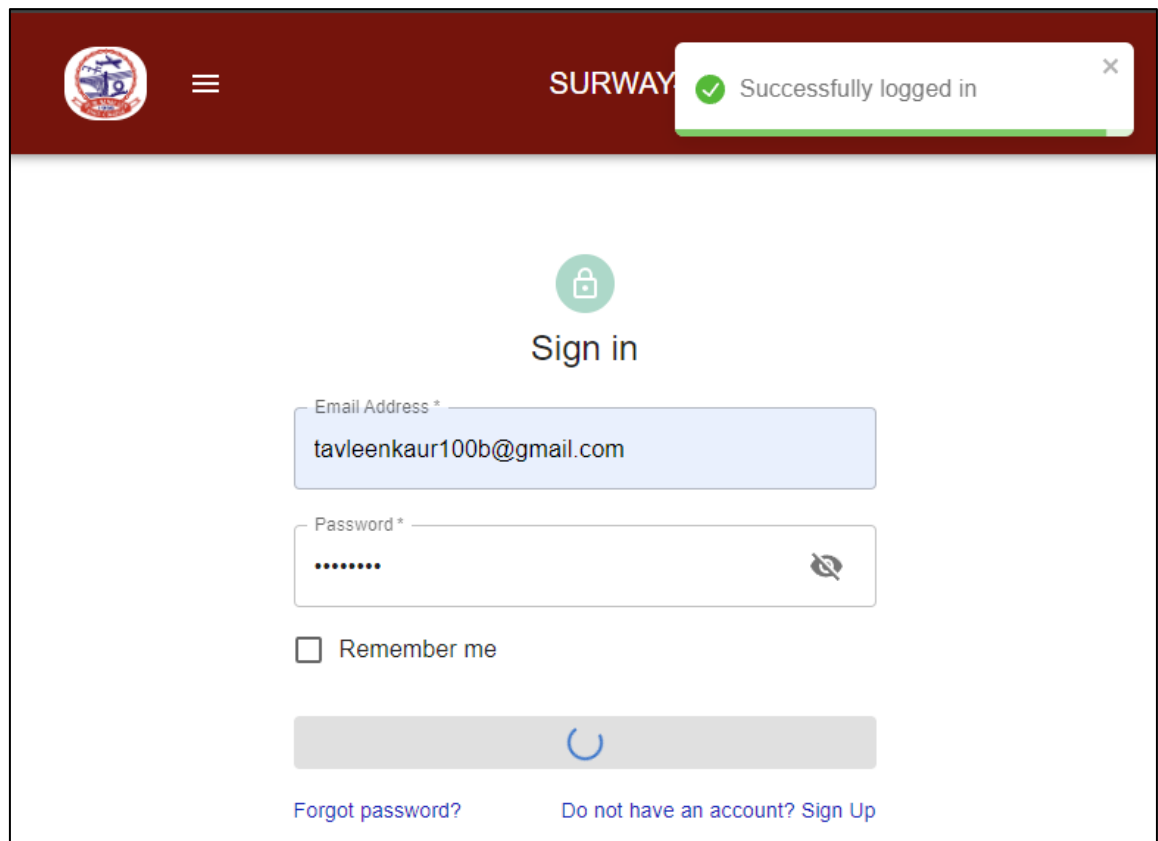 SURWAY
Successfully logged in
Sign in
Email Address *
tavleenkaur100b@gmail.com
Password *
••••••••
Remember me
Forgot password?
Do not have an account? Sign Up